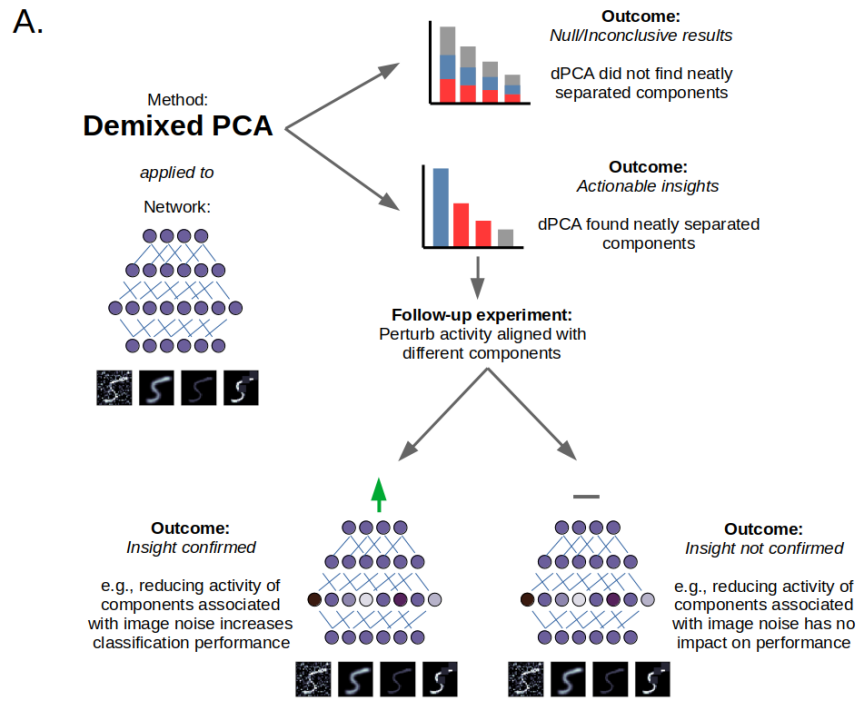 A.
Method:
Demixed PCA
applied to
Network:
Outcome:
Null/Inconclusive results
dPCA did not find neatly
separated components
Outcome:
Actionable insights
dPCA found neatly separated
components
Follow-up experiment:
Perturb activity aligned with
different components
Outcome:
Insight confirmed
e.g., reducing activity of
components associated
with image noise increases
classification performance
Outcome:
Insight not confirmed
e.g., reducing activity of
components associated
with image noise has no
impact on performance